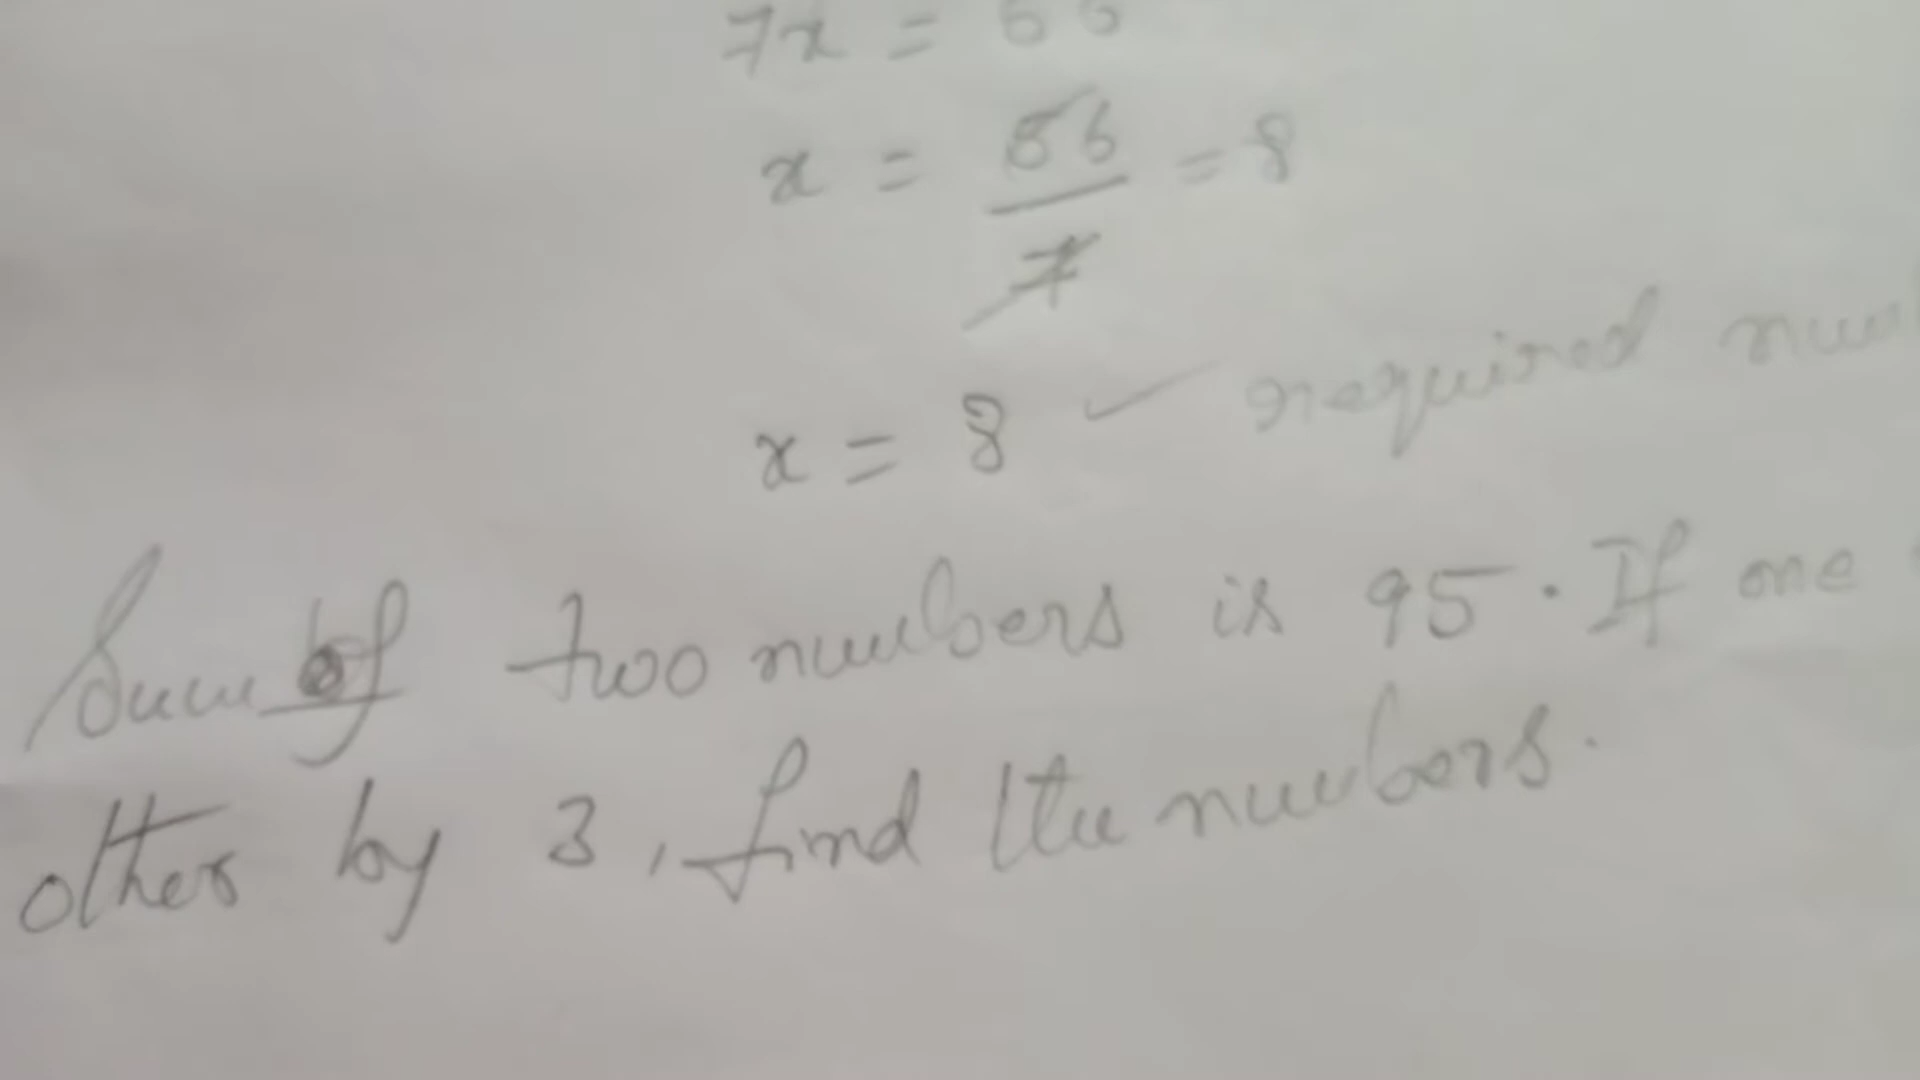 7x = 56
x = 56/7 = 8
x = 8 ✓ required
Sum of two numbers is 95. If one
other by 3, find the numbers.